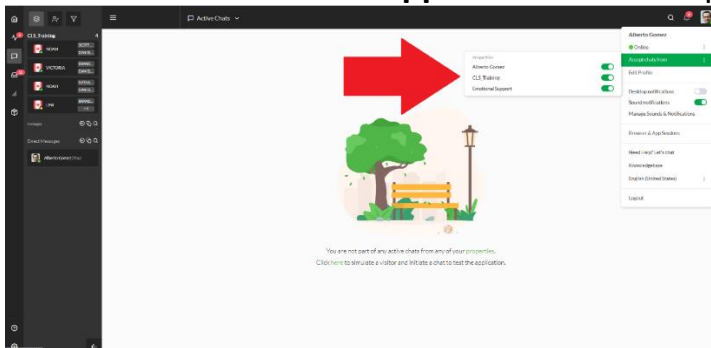 Active Chats
CLS_Training 4
NOAH
VICTORIA
NOAH
LINI
Direct Messages
Alberto Gomez (You)
Properties
Alberto Gomez
CLS_Training
Emotional Support
Alberto Gomez
Online
Accept chats from
Edit Profile
Desktop notifications
Sound notifications
Manage Sounds & Notifications
Browser & App Sessions
Need Help? Let's chat
Knowledgebase
English (United States)
Logout
You are not part of any active chats from any of your properties.
Click here to simulate a visitor and initiate a chat to test the application.